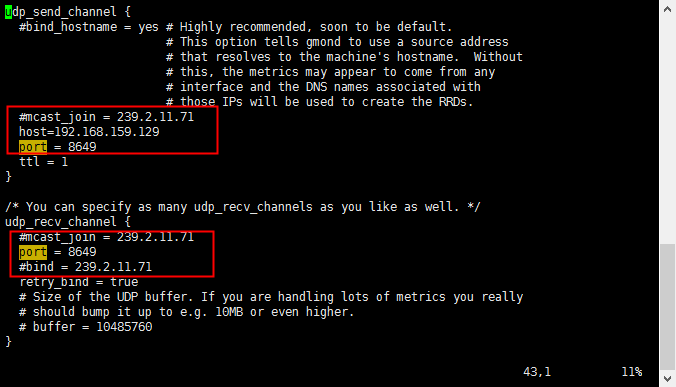 udp_send_channel {
  #bind_hostname = yes # Highly recommended, soon to be default.
                       # This option tells gmond to use a source address
                       # that resolves to the machine's hostname.  Without
                       # this, the metrics may appear to come from any
                       # interface and the DNS names associated with
                       # those IPs will be used to create the RRDs.
  #mcast_join = 239.2.11.71
  host=192.168.159.129
  port = 8649
  ttl = 1
}

/* You can specify as many udp_recv_channels as you like as well. */
udp_recv_channel {
  #mcast_join = 239.2.11.71
  port = 8649
  #bind = 239.2.11.71
  retry_bind = true
  # Size of the UDP buffer. If you are handling lots of metrics you really
  # should bump it up to e.g. 10MB or even higher.
  # buffer = 10485760
}
43,1          11%